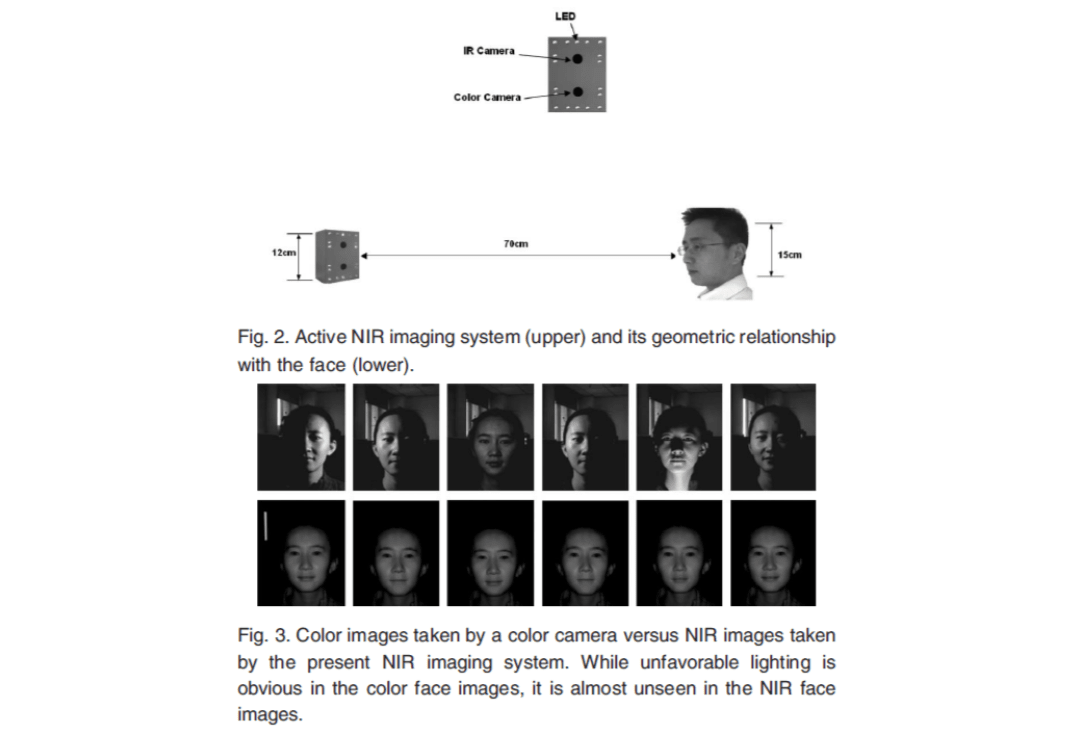 LED
IR Camera
Color Camera
12cm
70cm
15cm
Fig. 2. Active NIR imaging system (upper) and its geometric relationship
with the face (lower).
Fig. 3. Color images taken by a color camera versus NIR images taken
by the present NIR imaging system. While unfavorable lighting is
obvious in the color face images, it is almost unseen in the NIR face
images.